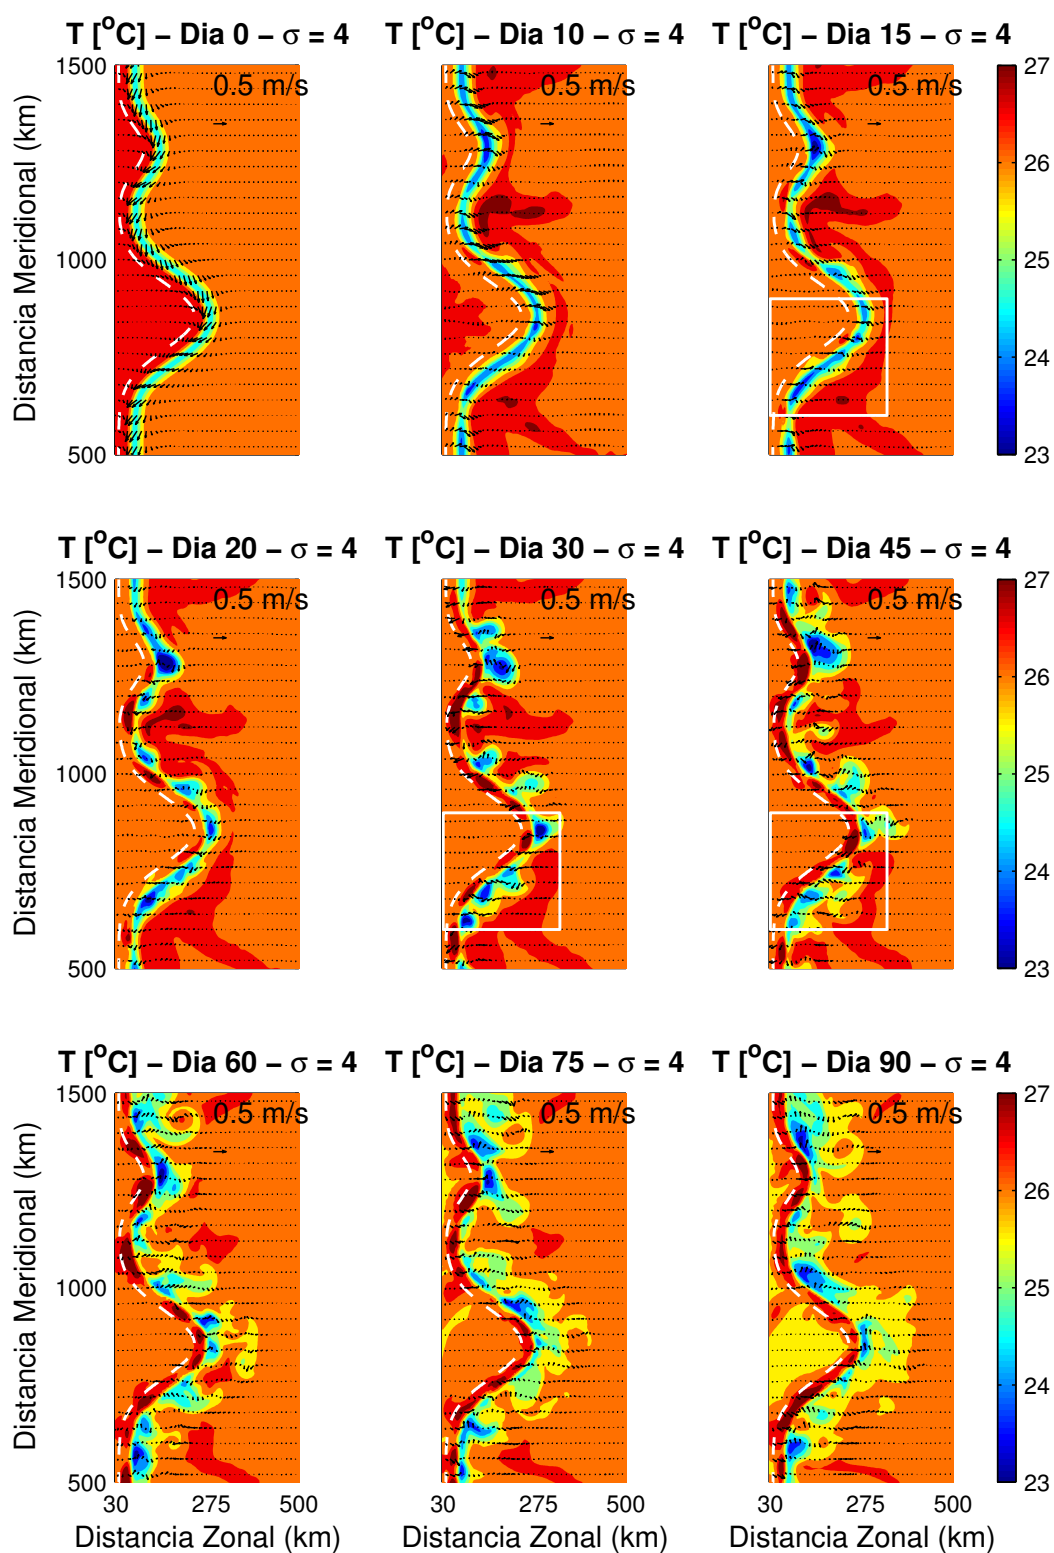 T [°C] – Dia 0 – σ = 4
T [°C] – Dia 10 – σ = 4
T [°C] – Dia 15 – σ = 4
0.5 m/s
0.5 m/s
0.5 m/s
1500
1000
500
Distancia Meridional (km)
27
26
25
24
23
T [°C] – Dia 20 – σ = 4
T [°C] – Dia 30 – σ = 4
T [°C] – Dia 45 – σ = 4
0.5 m/s
0.5 m/s
0.5 m/s
1500
1000
500
Distancia Meridional (km)
27
26
25
24
23
T [°C] – Dia 60 – σ = 4
T [°C] – Dia 75 – σ = 4
T [°C] – Dia 90 – σ = 4
0.5 m/s
0.5 m/s
0.5 m/s
1500
1000
500
Distancia Meridional (km)
27
26
25
24
23
30 275 500
30 275 500
30 275 500
Distancia Zonal (km)
Distancia Zonal (km)
Distancia Zonal (km)